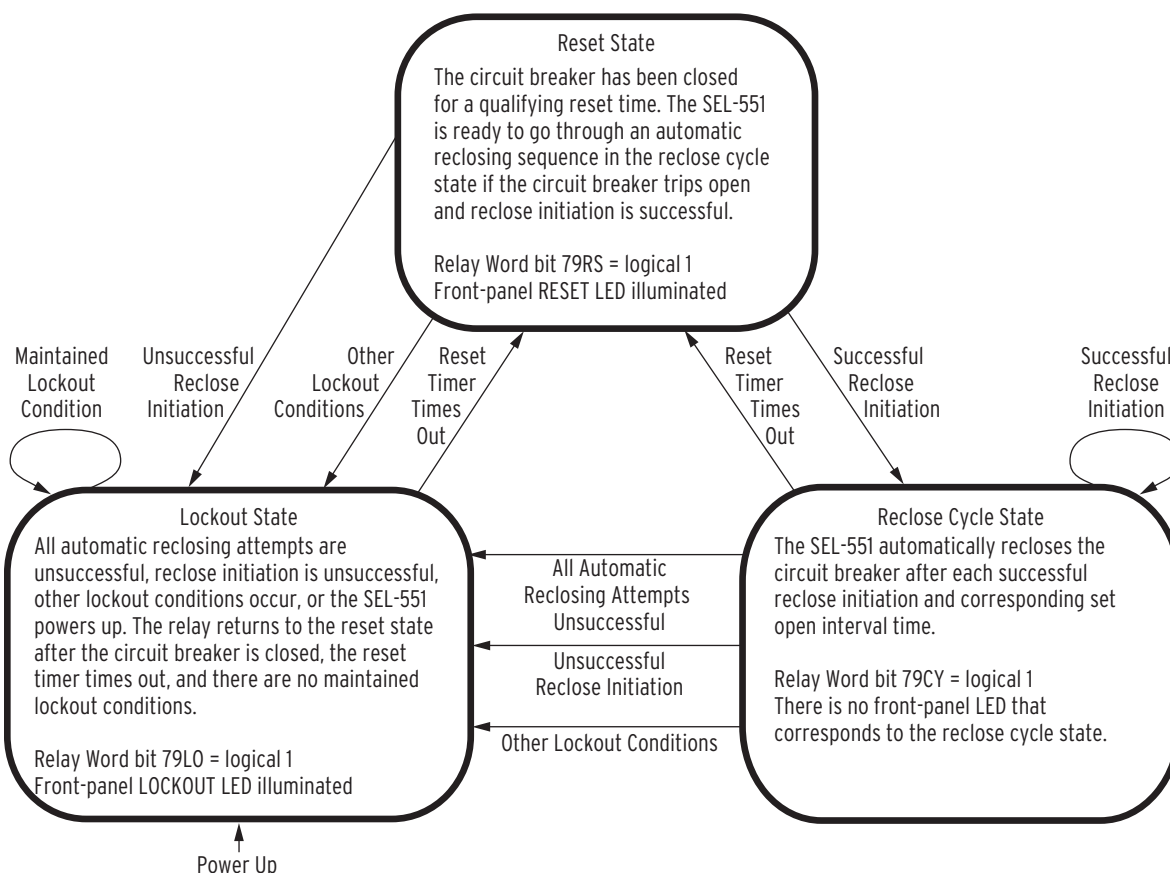 Reset State
The circuit breaker has been closed
for a qualifying reset time. The SEL-551
is ready to go through an automatic
reclosing sequence in the reclose cycle
state if the circuit breaker trips open
and reclose initiation is successful.
Relay Word bit 79RS = logical 1
Front-panel RESET LED illuminated
Maintained
Lockout
Condition
Unsuccessful
Reclose
Initiation
Other
Lockout
Conditions
Reset
Timer
Times
Out
Reset
Timer
Times
Out
Successful
Reclose
Initiation
Successful
Reclose
Initiation
Lockout State
All automatic reclosing attempts are
unsuccessful, reclose initiation is unsuccessful,
other lockout conditions occur, or the SEL-551
powers up. The relay returns to the reset state
after the circuit breaker is closed, the reset
timer times out, and there are no maintained
lockout conditions.
Relay Word bit 79LO = logical 1
Front-panel LOCKOUT LED illuminated
All Automatic
Reclosing Attempts
Unsuccessful
Unsuccessful
Reclose Initiation
Other Lockout Conditions
Reclose Cycle State
The SEL-551 automatically recloses the
circuit breaker after each successful
reclose initiation and corresponding set
open interval time.
Relay Word bit 79CY = logical 1
There is no front-panel LED that
corresponds to the reclose cycle state.
Power Up